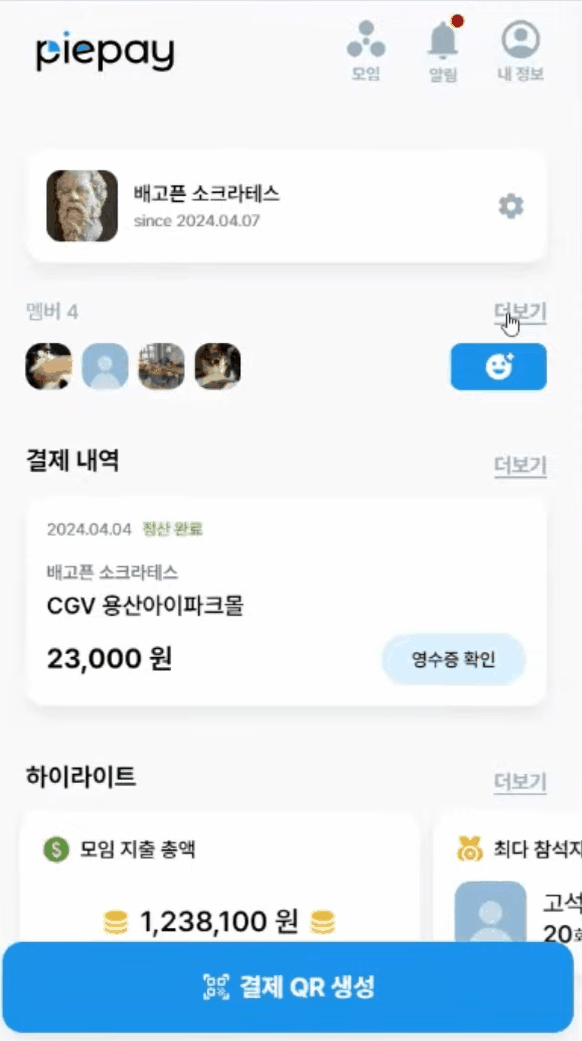 piepay
모임 알림 내 정보
배고픈 소크라테스
since 2024.04.07
멤버 4 더보기
결제 내역 더보기
2024.04.04 정산 완료
배고픈 소크라테스
CGV 용산아이파크몰
23,000 원 영수증 확인
하이라이트 더보기
모임 지출 총액 최다 참석
고석
1,238,100 원 20
결제 QR 생성